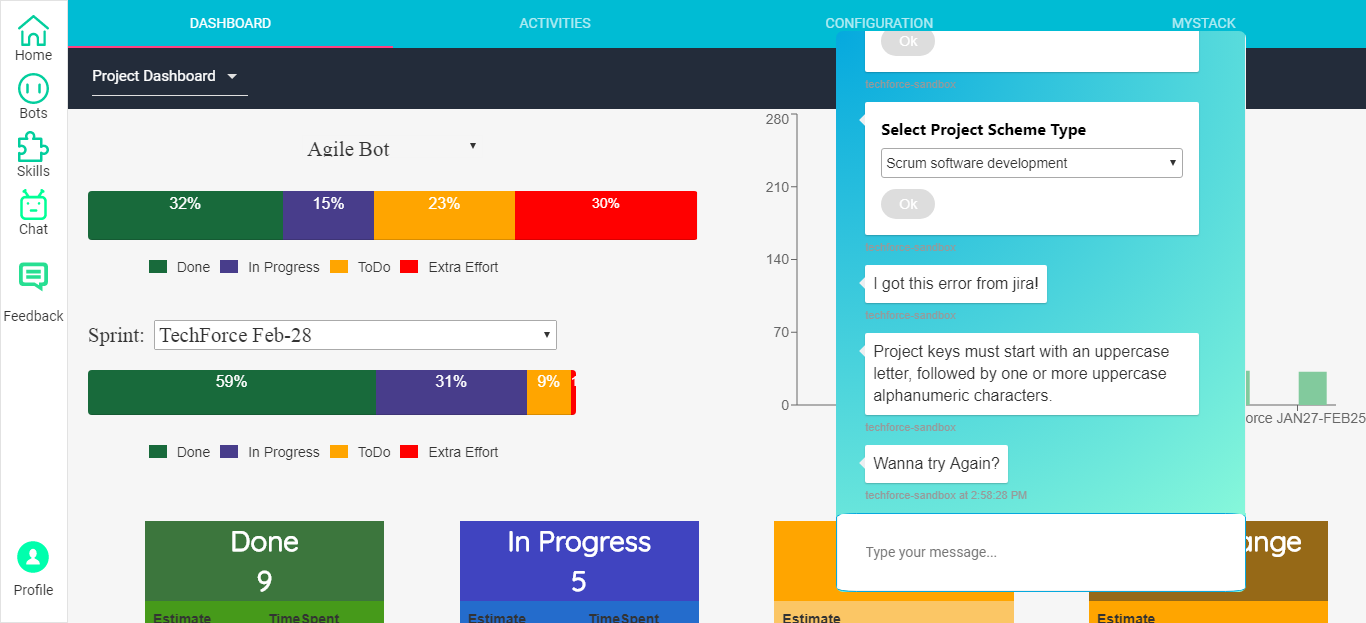 DASHBOARD
ACTIVITIES
CONFIGURATION
MYSTACK
Home
Bots
Skills
Chat
Feedback
Profile
Project Dashboard
Agile Bot
32%
15%
23%
30%
Done
In Progress
ToDo
Extra Effort
Sprint:
TechForce Feb-28
59%
31%
9%
Done
In Progress
ToDo
Extra Effort
280
210
140
70
0
orce JAN27-FEB25
Done
9
Estimate
TimeSpent
In Progress
5
Estimate
TimeSpent
Estimate
ange
Estimate
Ok
techforce-sandbox
Select Project Scheme Type
Scrum software development
Ok
techforce-sandbox
I got this error from jira!
techforce-sandbox
Project keys must start with an uppercase
letter, followed by one or more uppercase
alphanumeric characters.
techforce-sandbox
Wanna try Again?
techforce-sandbox at 2:58:28 PM
Type your message...